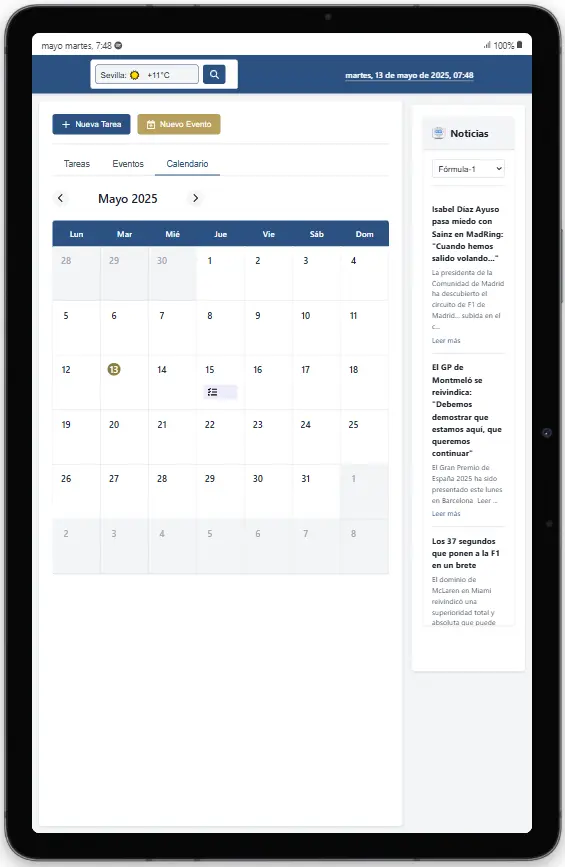 mayo martes, 7:48
100%
Sevilla: +11°C
martes, 13 de mayo de 2025, 07:48
+ Nueva Tarea
Nuevo Evento
Tareas
Eventos
Calendario
< Mayo 2025 >
Lun Mar Mié Jue Vie Sáb Dom
28 29 30 1 2 3 4
5 6 7 8 9 10 11
12 13 14 15 16 17 18
19 20 21 22 23 24 25
26 27 28 29 30 31 1
2 3 4 5 6 7 8
Noticias
Fórmula-1
Isabel Díaz Ayuso
pasa miedo con
Sainz en MadRing:
"Cuando hemos
salido volando..."
La presidenta de la
Comunidad de Madrid
ha descubierto el
circuito de F1 de
Madrid... subida en el
c...
Leer más
El GP de
Montmeló se
reivindica:
"Debemos
demostrar que
estamos aquí, que
queremos
continuar"
El Gran Premio de
España 2025 ha sido
presentado este lunes
en Barcelona Leer ...
Leer más
Los 37 segundos
que ponen a la F1
en un brete
El dominio de
McLaren en Miami
reivindicó una
superioridad total y
absoluta que puede